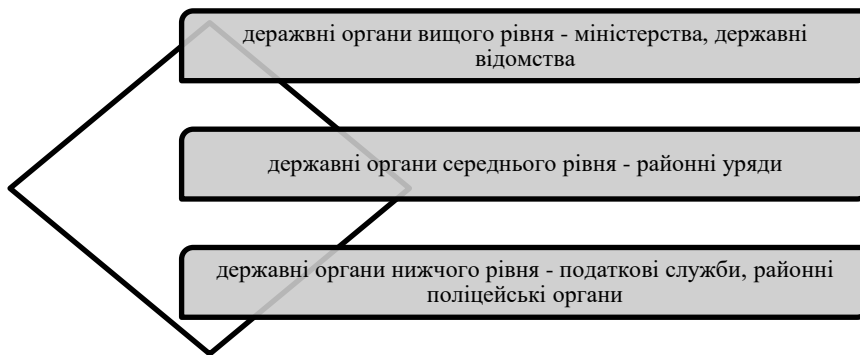 деражвні органи вищого рівня - міністерства, державні
відомства
державні органи середнього рівня - районні уряди
державні органи нижчого рівня - податкові служби, районні
поліцейські органи